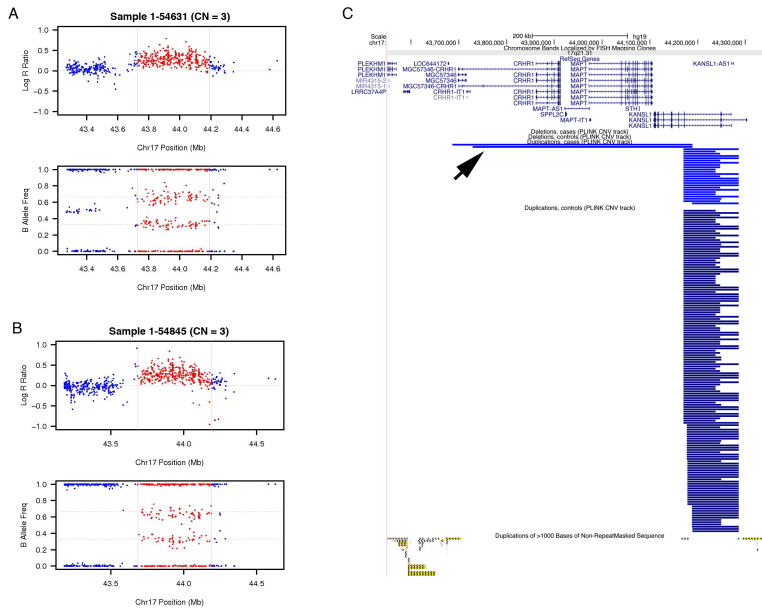 A
Sample 1-54631 (CN = 3)
Log R Ratio
1.0
0.5
0.0
−0.5
−1.0
43.4
43.6
43.8
44.0
44.2
44.4
44.6
Chr17 Position (Mb)
B Allele Freq
1.0
0.8
0.6
0.4
0.2
0.0
43.4
43.6
43.8
44.0
44.2
44.4
44.6
Chr17 Position (Mb)
B
Sample 1-54845 (CN = 3)
Log R Ratio
1.0
0.5
0.0
−0.5
−1.0
43.5
44.0
44.5
Chr17 Position (Mb)
B Allele Freq
1.0
0.8
0.6
0.4
0.2
0.0
43.5
44.0
44.5
Chr17 Position (Mb)
C
Scale
200 kb
hg19
chr17:
43,700,000
43,800,000
43,900,000
44,000,000
44,100,000
44,200,000
44,300,000
Chromosome Bands Localized by FISH Mapping Clones
17q21.31
RefSeq Genes
PLEKHM1
LOC644172
CRHR1
MAPT
KANSL1-AS1
PLEKHM1
MGC57346-CRHR1
CRHR1
MAPT
PLEKHM1
MGC57346
CRHR1
MAPT
MIR4315-2
MGC57346
CRHR1
MAPT
MIR4315-1
MGC57346-CRHR1
CRHR1
MAPT
LRRC37A4P
CRHR1-IT1
CRHR1
MAPT
CRHR1-IT1
CRHR1
MAPT
CRHR1
MAPT
MAPT-AS1
STH
SPPL2C
KANSL1
MAPT-IT1
KANSL1
KANSL1
Deletions, cases (PLINK CNV track)
Deletions, controls (PLINK CNV track)
Duplications, cases (PLINK CNV track)
Duplications, controls (PLINK CNV track)
Duplications of >1000 Bases of Non-RepeatMasked Sequence